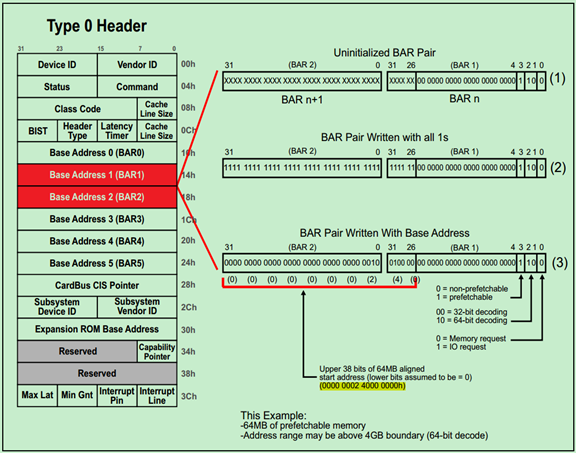 Type 0 Header
31 23 15 7 0
Device ID Vendor ID 00h
Status Command 04h
Class Code Cache Line Size 08h
BIST Header Type Latency Timer Cache Line Size 0Ch
Base Address 0 (BAR0) 10h
Base Address 1 (BAR1) 14h
Base Address 2 (BAR2) 18h
Base Address 3 (BAR3) 1Ch
Base Address 4 (BAR4) 20h
Base Address 5 (BAR5) 24h
CardBus CIS Pointer 28h
Subsystem Device ID Subsystem Vendor ID 2Ch
Expansion ROM Base Address 30h
Reserved Capability Pointer 34h
Reserved 38h
Max Lat Min Gnt Interrupt Pin Interrupt Line 3Ch
Uninitialized BAR Pair
31 (BAR 2) 0 31 26 (BAR 1) 4 3 2 1 0
XXXX XXXX XXXX XXXX XXXX XXXX XXXX XXXX XXXX XX 00 0000 0000 0000 0000 0000 1 10 0 (1)
BAR n+1 BAR n
BAR Pair Written with all 1s
31 (BAR 2) 0 31 26 (BAR 1) 4 3 2 1 0
1111 1111 1111 1111 1111 1111 1111 1111 1111 11 00 0000 0000 0000 0000 0000 1 10 0 (2)
BAR Pair Written With Base Address
31 (BAR 2) 0 31 26 (BAR 1) 4 3 2 1 0
0000 0000 0000 0000 0000 0000 0000 0010 0100 00 00 0000 0000 0000 0000 0000 1 10 0 (3)
(0) (0) (0) (0) (0) (0) (0) (2) (4) (0)
0 = non-prefetchable
1 = prefetchable
00 = 32-bit decoding
10 = 64-bit decoding
0 = Memory request
1 = IO request
Upper 38 bits of 64MB aligned
start address (lower bits assumed to be = 0)
(0000 0002 4000 0000h)
This Example:
-64MB of prefetchable memory
-Address range may be above 4GB boundary (64-bit decode)